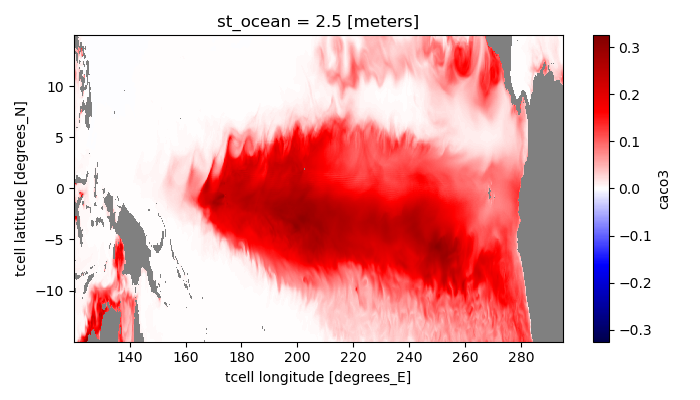 st_ocean = 2.5 [meters]
10
5
0
−5
−10
tcell latitude [degrees_N]
140 160 180 200 220 240 260 280
tcell longitude [degrees_E]
0.3
0.2
0.1
0.0
−0.1
−0.2
−0.3
caco3